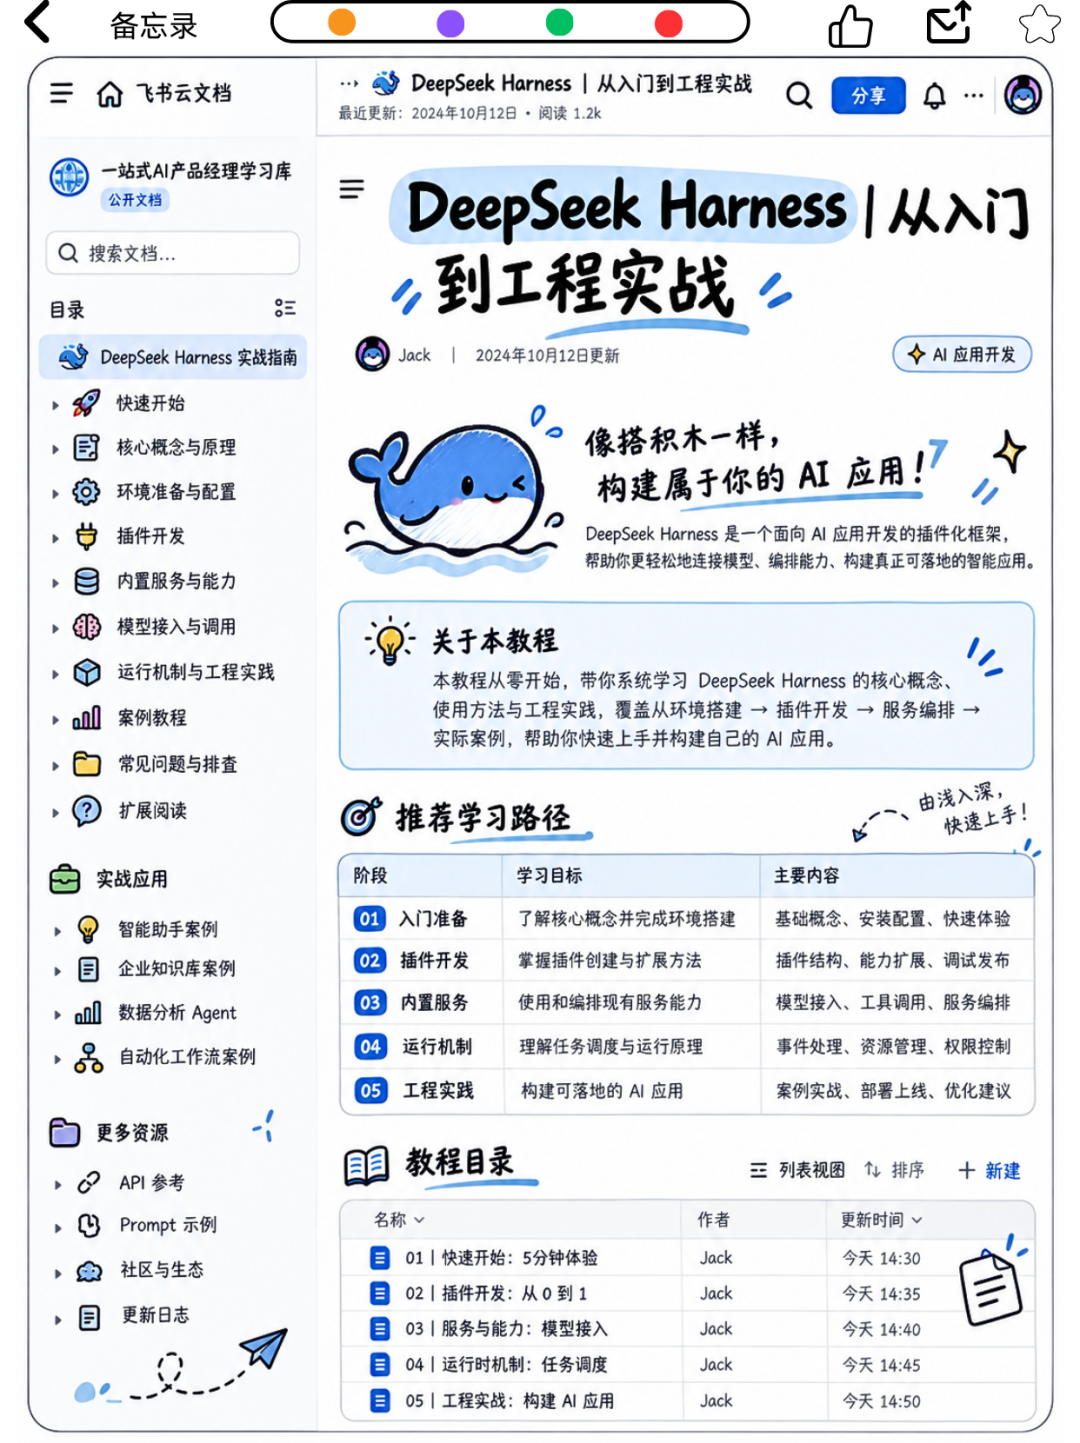 备忘录
飞书云文档
DeepSeek Harness | 从入门到工程实战
最近更新：2024年10月12日 • 阅读 1.2k
分享
一站式AI产品经理学习库
公开文档
搜索文档...
目录
DeepSeek Harness 实战指南
快速开始
核心概念与原理
环境准备与配置
插件开发
内置服务与能力
模型接入与调用
运行机制与工程实践
案例教程
常见问题与排查
扩展阅读
实战应用
智能助手案例
企业知识库案例
数据分析 Agent
自动化工作流案例
更多资源
API 参考
Prompt 示例
社区与生态
更新日志
DeepSeek Harness | 从入门
到工程实战
Jack | 2024年10月12日更新
AI 应用开发
像搭积木一样，
构建属于你的 AI 应用！
DeepSeek Harness 是一个面向 AI 应用开发的插件化框架，
帮助你更轻松地连接模型、编排能力、构建真正可落地的智能应用。
关于本教程
本教程从零开始，带你系统学习 DeepSeek Harness 的核心概念、
使用方法与工程实践，覆盖从环境搭建 → 插件开发 → 服务编排 →
实际案例，帮助你快速上手并构建自己的 AI 应用。
推荐学习路径
由浅入深，
快速上手！
阶段 学习目标 主要内容
01 入门准备 了解核心概念并完成环境搭建 基础概念、安装配置、快速体验
02 插件开发 掌握插件创建与扩展方法 插件结构、能力扩展、调试发布
03 内置服务 使用和编排现有服务能力 模型接入、工具调用、服务编排
04 运行机制 理解任务调度与运行原理 事件处理、资源管理、权限控制
05 工程实践 构建可落地的 AI 应用 案例实战、部署上线、优化建议
教程目录
列表视图 排序 + 新建
名称 作者 更新时间
01 | 快速开始：5分钟体验 Jack 今天 14:30
02 | 插件开发：从 0 到 1 Jack 今天 14:35
03 | 服务与能力：模型接入 Jack 今天 14:40
04 | 运行时机制：任务调度 Jack 今天 14:45
05 | 工程实战：构建 AI 应用 Jack 今天 14:50